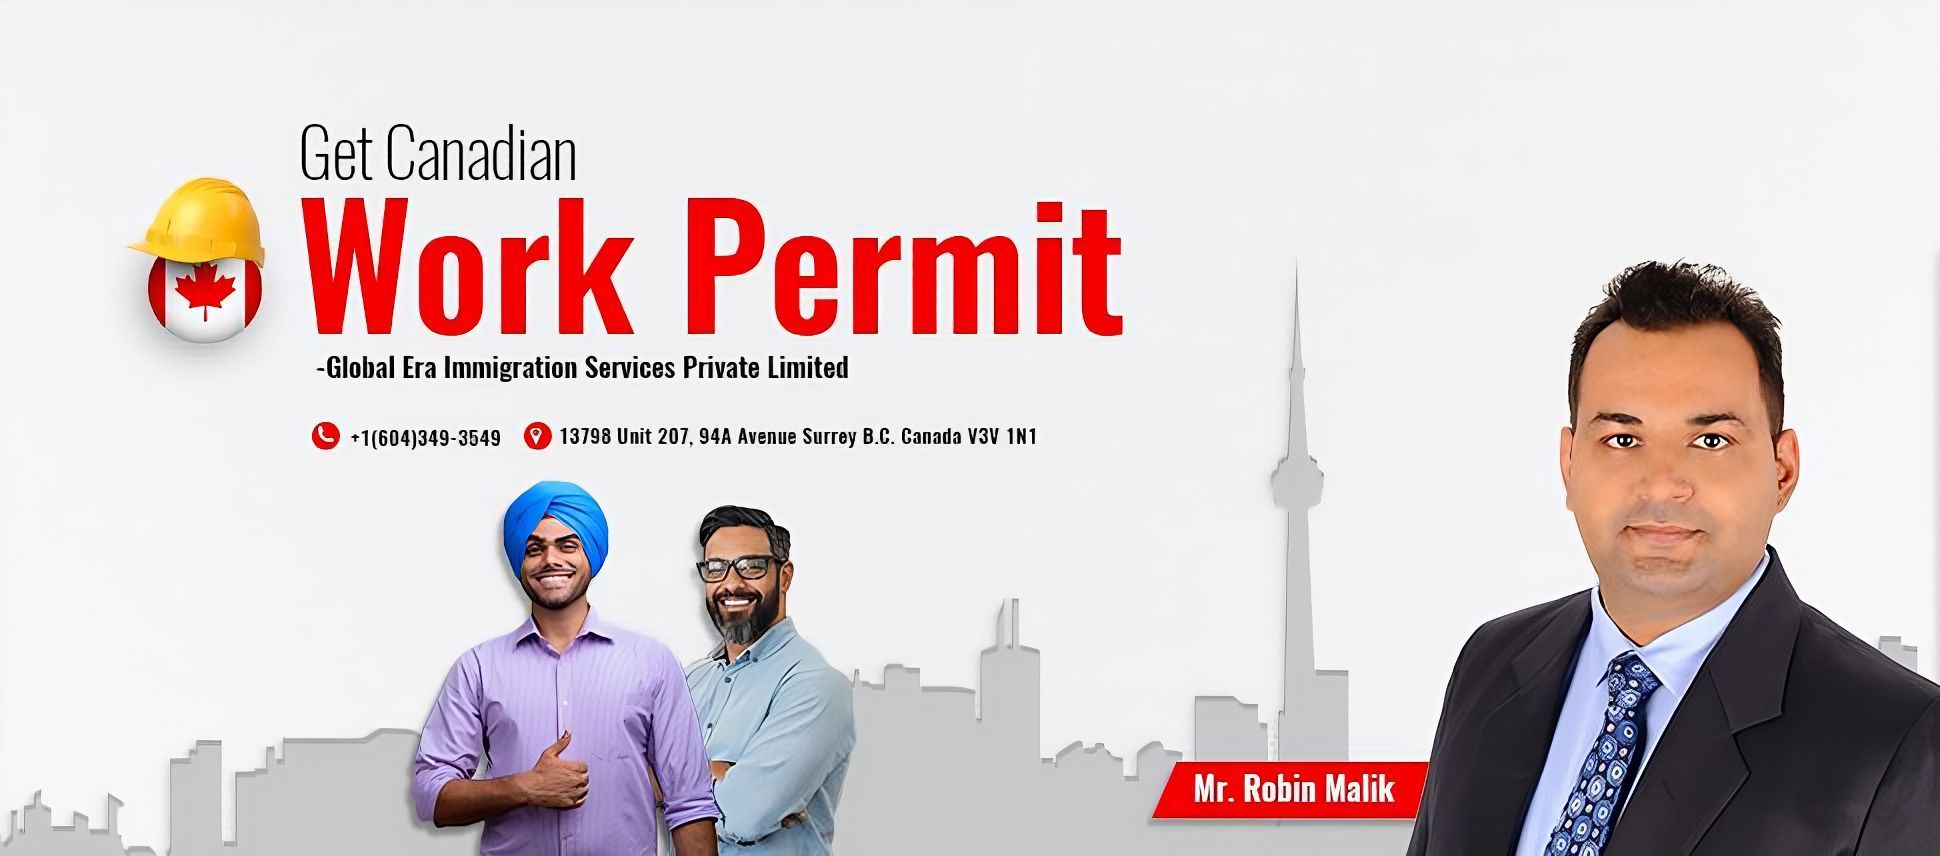 Get Canadian
Work Permit
-Global Era Immigration Services Private Limited
+1(604)349-3549 13798 Unit 207, 94A Avenue Surrey B.C. Canada V3V 1N1
Mr. Robin Malik